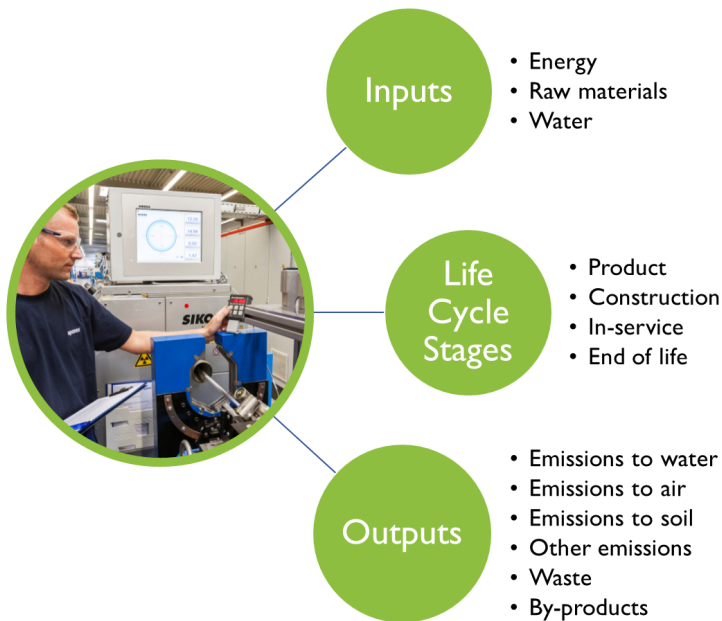 Inputs
• Energy
• Raw materials
• Water
SIKO
Life
Cycle
Stages
• Product
• Construction
• In-service
• End of life
Outputs
• Emissions to water
• Emissions to air
• Emissions to soil
• Other emissions
• Waste
• By-products